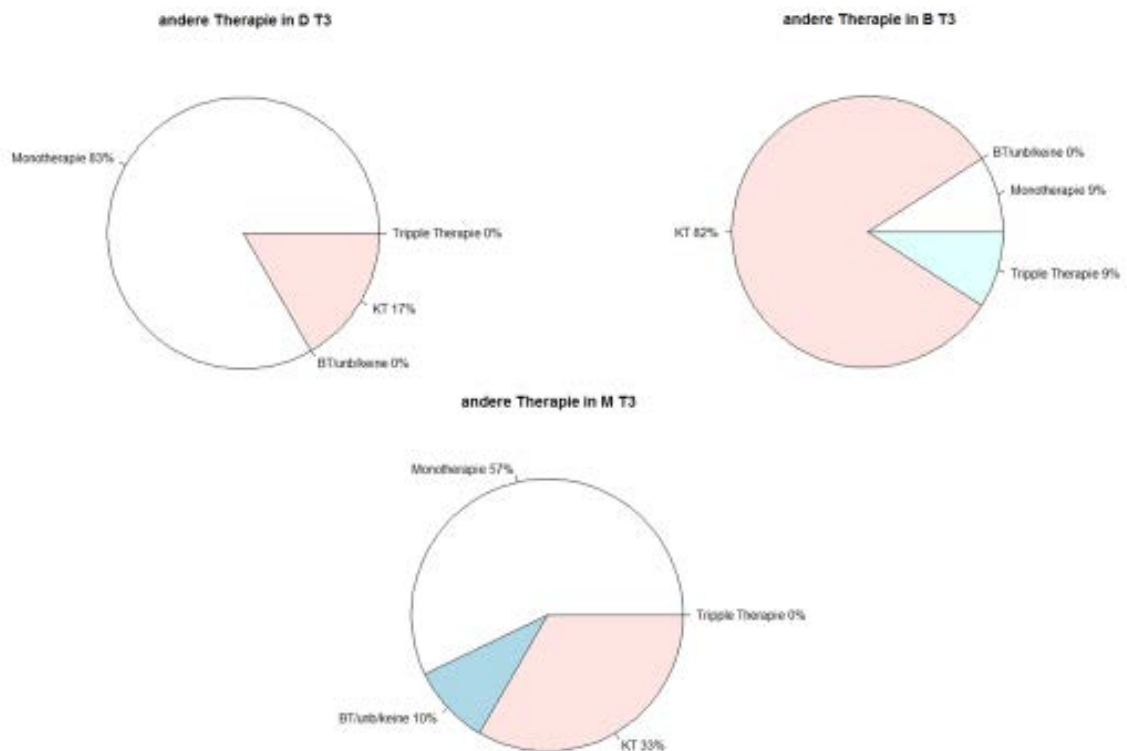 andere Therapie in D T3
Monotherapie 83%
Tripple Therapie 0%
KT 17%
BT/unb/keine 0%
andere Therapie in B T3
BT/unb/keine 0%
Monotherapie 9%
KT 82%
Tripple Therapie 9%
andere Therapie in M T3
Monotherapie 57%
Tripple Therapie 0%
BT/unb/keine 10%
KT 33%